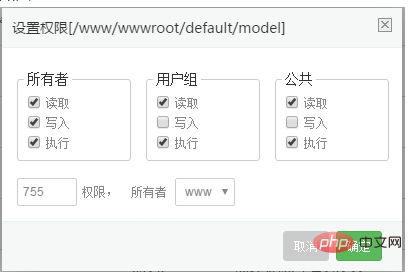 设置权限[/www/wwwroot/default/model]
所有者
读取
写入
执行
用户组
读取
写入
执行
公共
读取
写入
执行
755 权限， 所有者 www
取消 确定
php 中文网